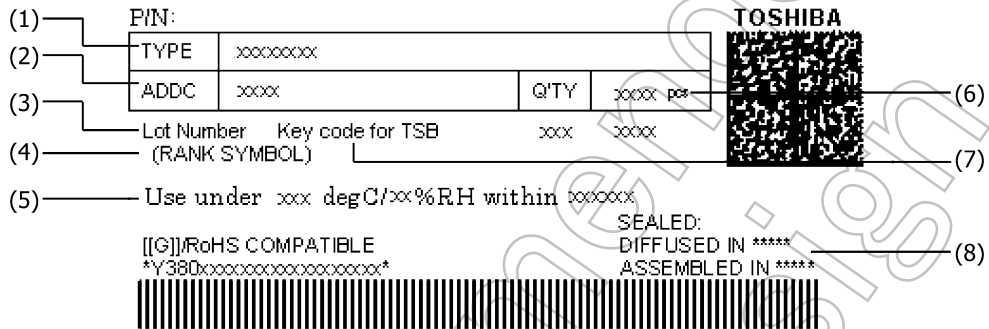 (1) P/N: TOSHIBA
TYPE xxxxxxxx
(2)
ADDC xxxx Q'TY xxxx pcs (6)
(3) Lot Number Key code for TSB xxx xxxx
(4) (RANK SYMBOL) (7)
(5) Use under xxx degC/xx%RH within xxxxxx
SEALED:
[[G]]/RoHS COMPATIBLE DIFFUSED IN ***** (8)
*Y380xxxxxxxxxxxxxxxxx* ASSEMBLED IN *****